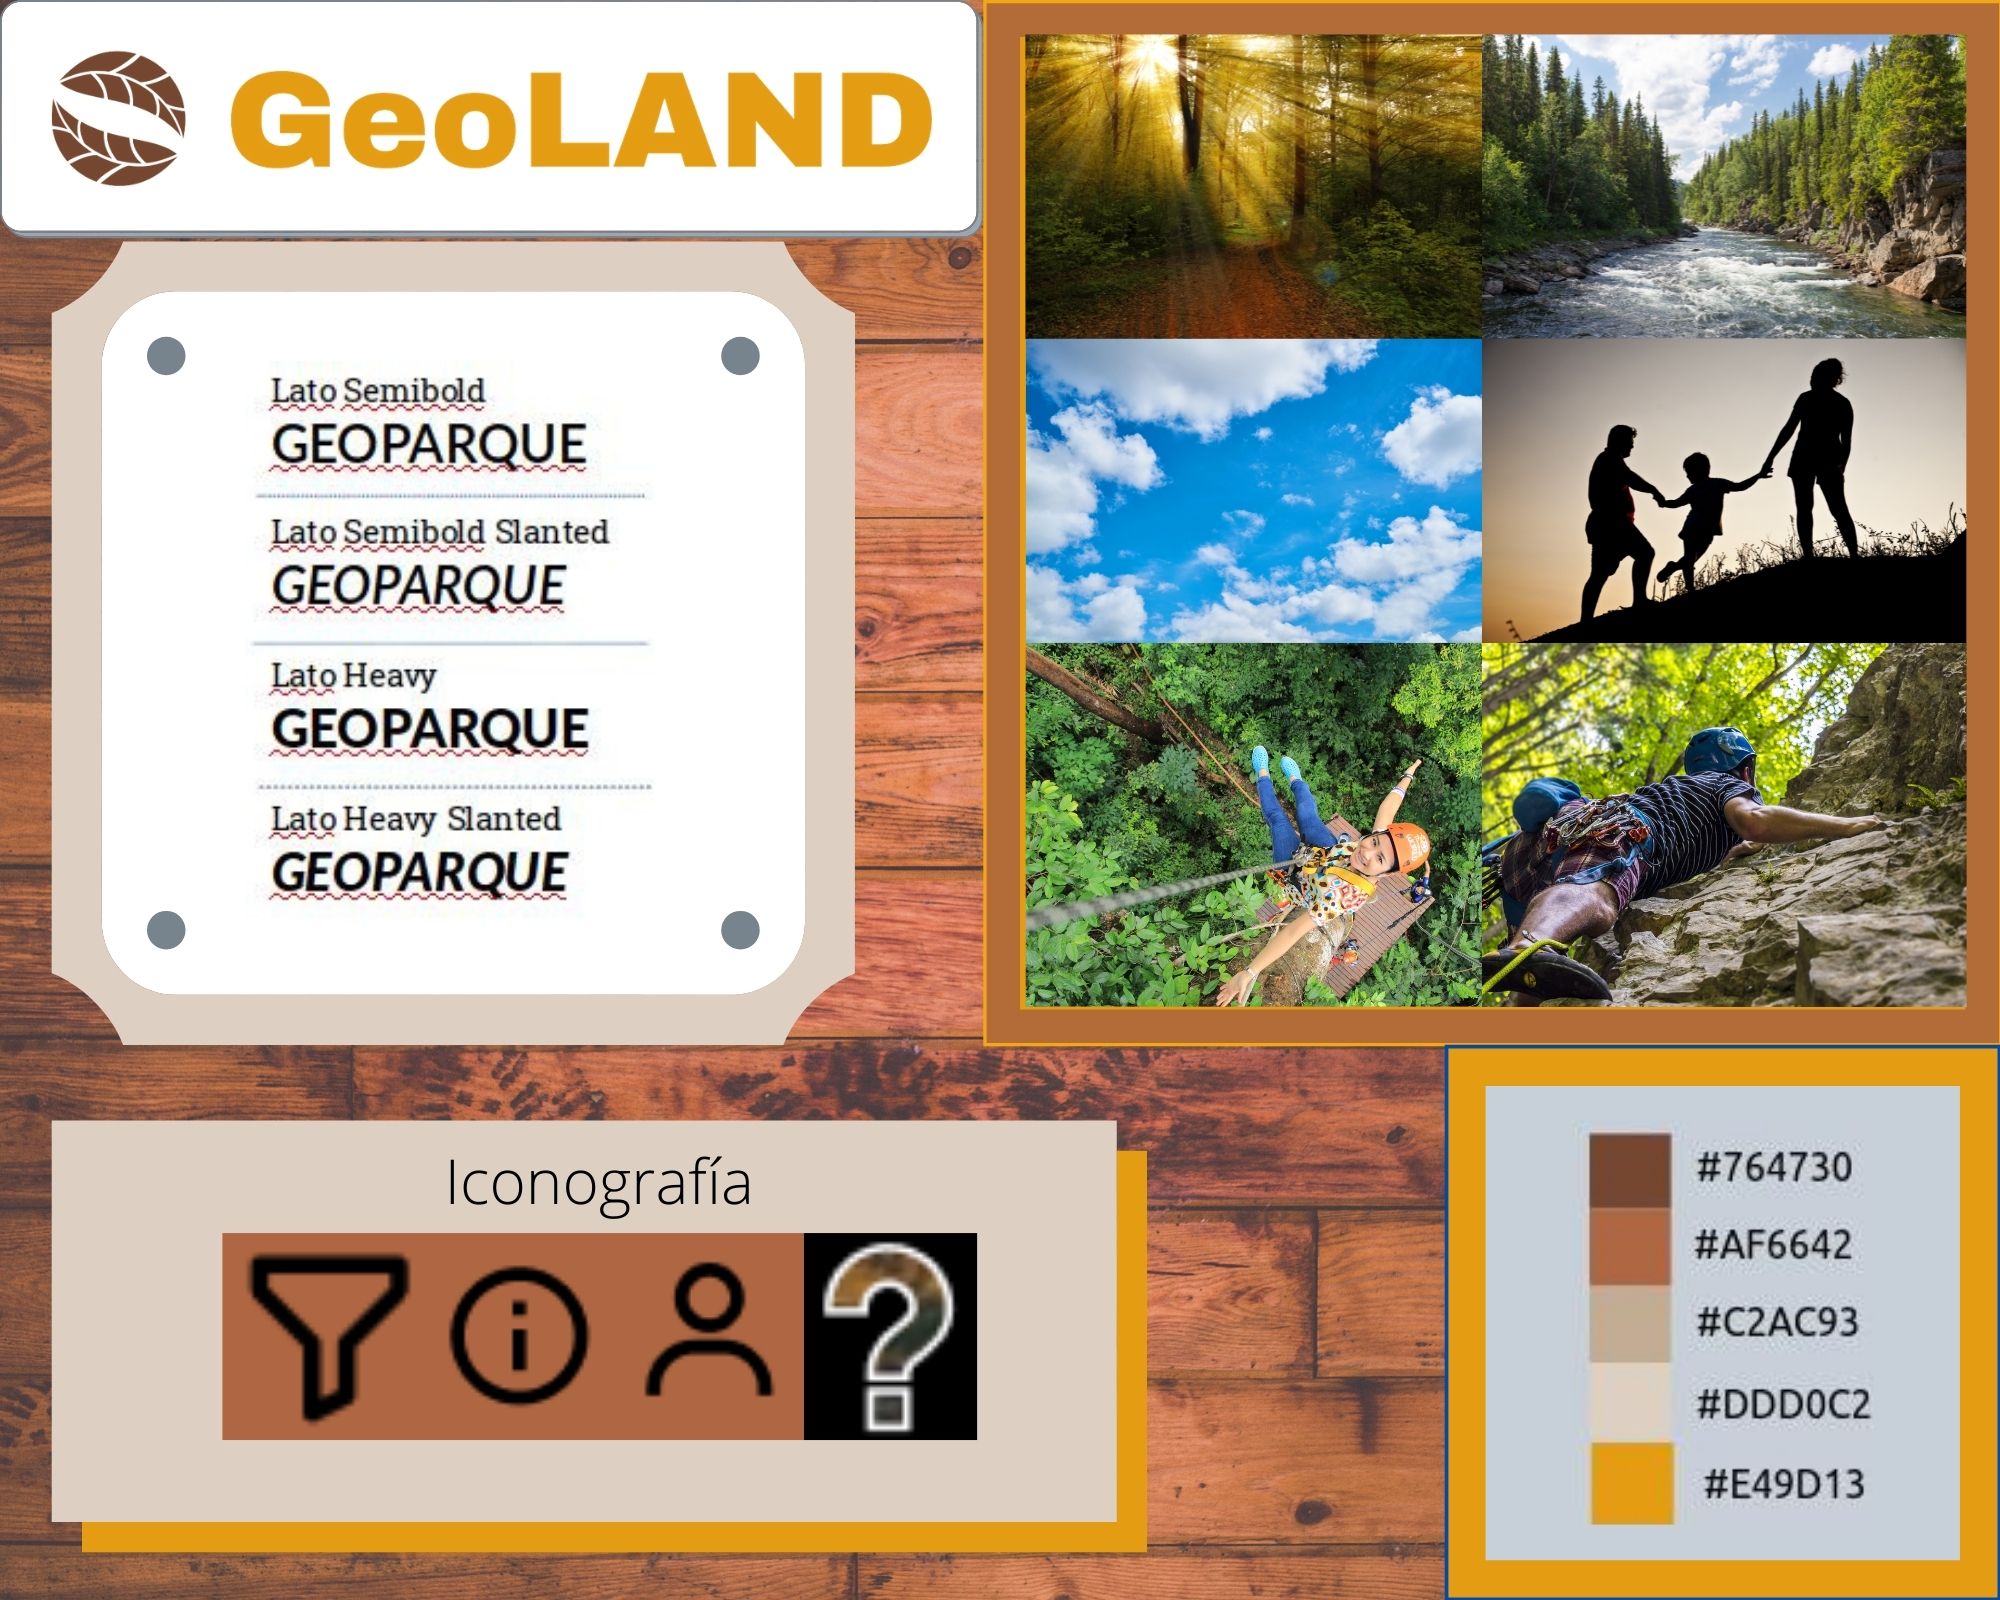 GeoLAND
Lato Semibold
GEOPARQUE
Lato Semibold Slanted
GEOPARQUE
Lato Heavy
GEOPARQUE
Lato Heavy Slanted
GEOPARQUE
Iconografía
#764730
#AF6642
#C2AC93
#DDD0C2
#E49D13